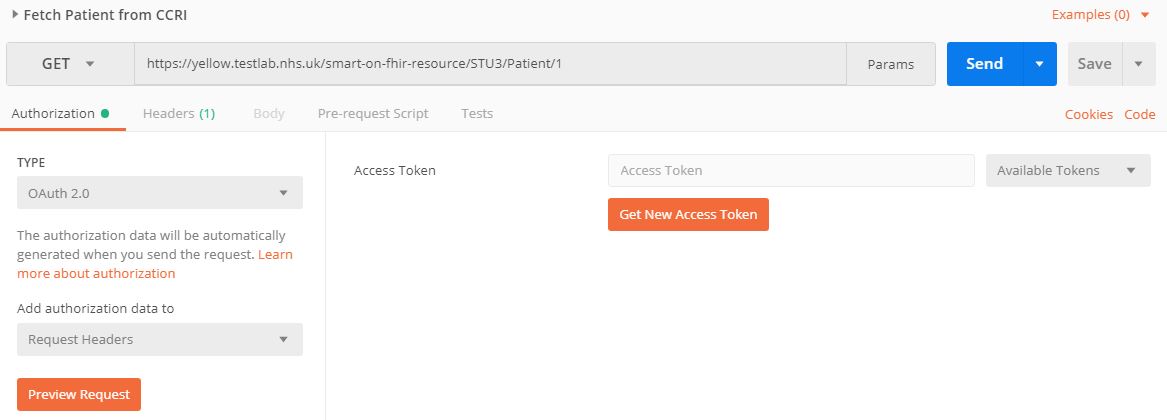 Fetch Patient from CCRI
Examples (0)
GET
https://yellow.testlab.nhs.uk/smart-on-fhir-resource/STU3/Patient/1
Params
Send
Save
Authorization
Headers (1)
Body
Pre-request Script
Tests
Cookies
Code
TYPE
OAuth 2.0
The authorization data will be automatically
generated when you send the request. Learn
more about authorization
Add authorization data to
Request Headers
Preview Request
Access Token
Access Token
Available Tokens
Get New Access Token